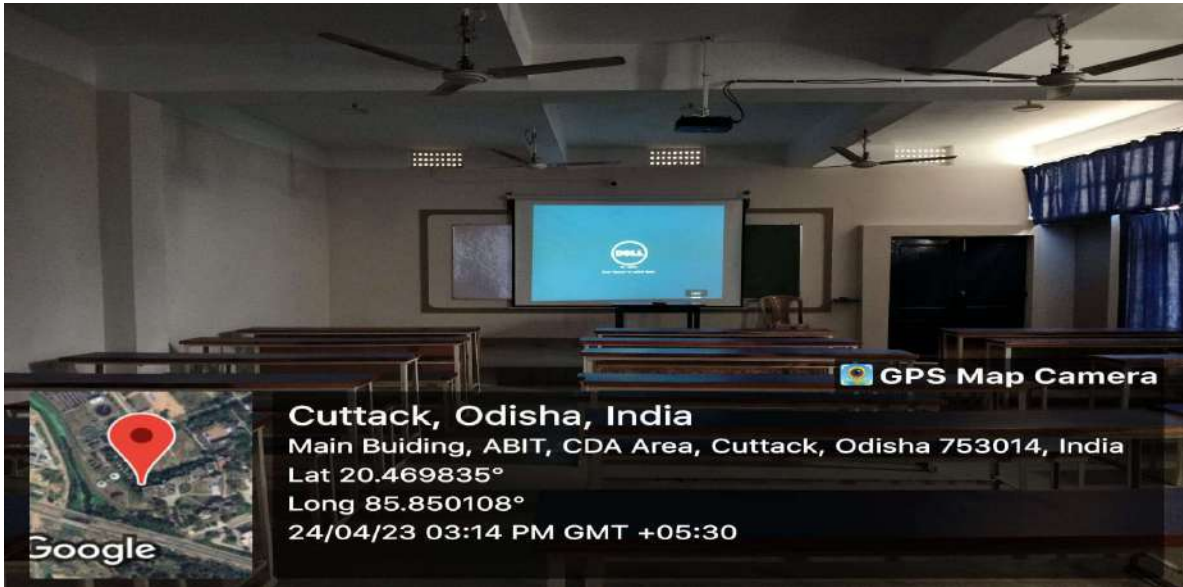 DELL
GPS Map Camera
Cuttack, Odisha, India
Main Buiding, ABIT, CDA Area, Cuttack, Odisha 753014, India
Lat 20.469835°
Long 85.850108°
24/04/23 03:14 PM GMT +05:30
Google